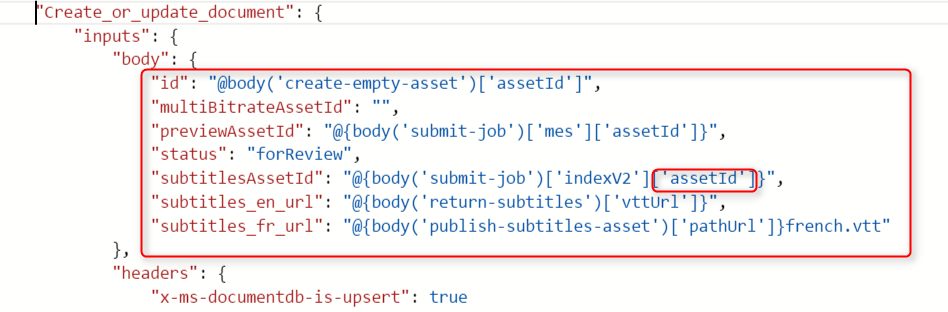 "Create_or_update_document": {
"inputs": {
"body": {
"id": "@body('create-empty-asset')['assetId']",
"multiBitrateAssetId": "",
"previewAssetId": "@{body('submit-job')['mes']['assetId']}",
"status": "forReview",
"subtitlesAssetId": "@{body('submit-job')['indexV2']['assetId']}",
"subtitles_en_url": "@{body('return-subtitles')['vttUrl']}",
"subtitles_fr_url": "@{body('publish-subtitles-asset')['pathUrl']}french.vtt"
},
"headers": {
"x-ms-documentdb-is-upsert": true